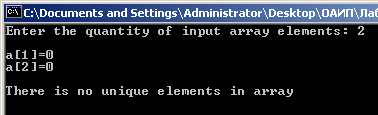 C:\Documents and Settings\Administrator\Desktop\ОАИП\Лаб
Enter the quantity of input array elements: 2
a[1]=0
a[2]=0
There is no unique elements in array